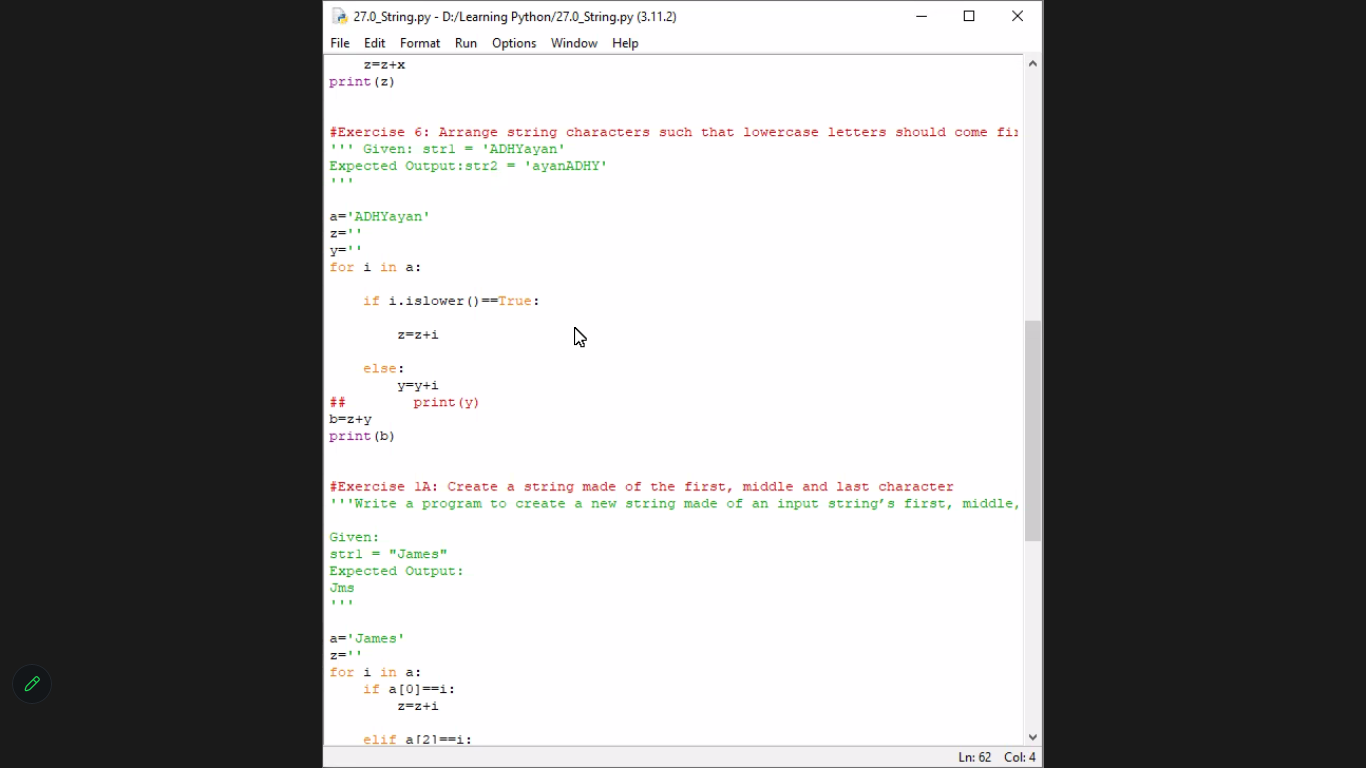 27.0_String.py - D:/Learning Python/27.0_String.py (3.11.2)
File Edit Format Run Options Window Help
z=z+x
print(z)
#Exercise 6: Arrange string characters such that lowercase letters should come
''' Given: str1 = 'ADHYayan'
Expected Output:str2 = 'ayanADHY'
'''
a='ADHYayan'
z=''
y=''
for i in a:
if i.islower()==True:
z=z+i
else:
y=y+i
## print(y)
b=z+y
print(b)
#Exercise 1A: Create a string made of the first, middle and last character
'''Write a program to create a new string made of an input string’s first, middle,
Given:
str1 = "James"
Expected Output:
Jms
'''
a='James'
z=''
for i in a:
if a[0]==i:
z=z+i
elif a[2]==i:
Ln: 62 Col: 4